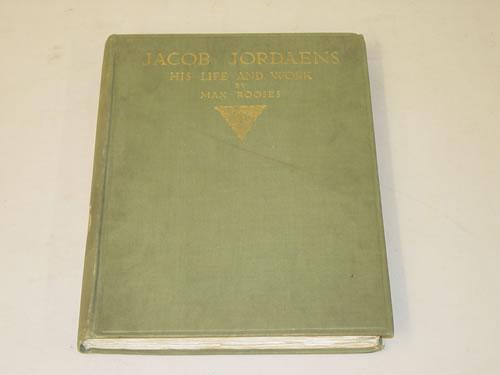 JACOB JORDAENS
HIS LIFE AND WORK
BY
MAX ROOSES